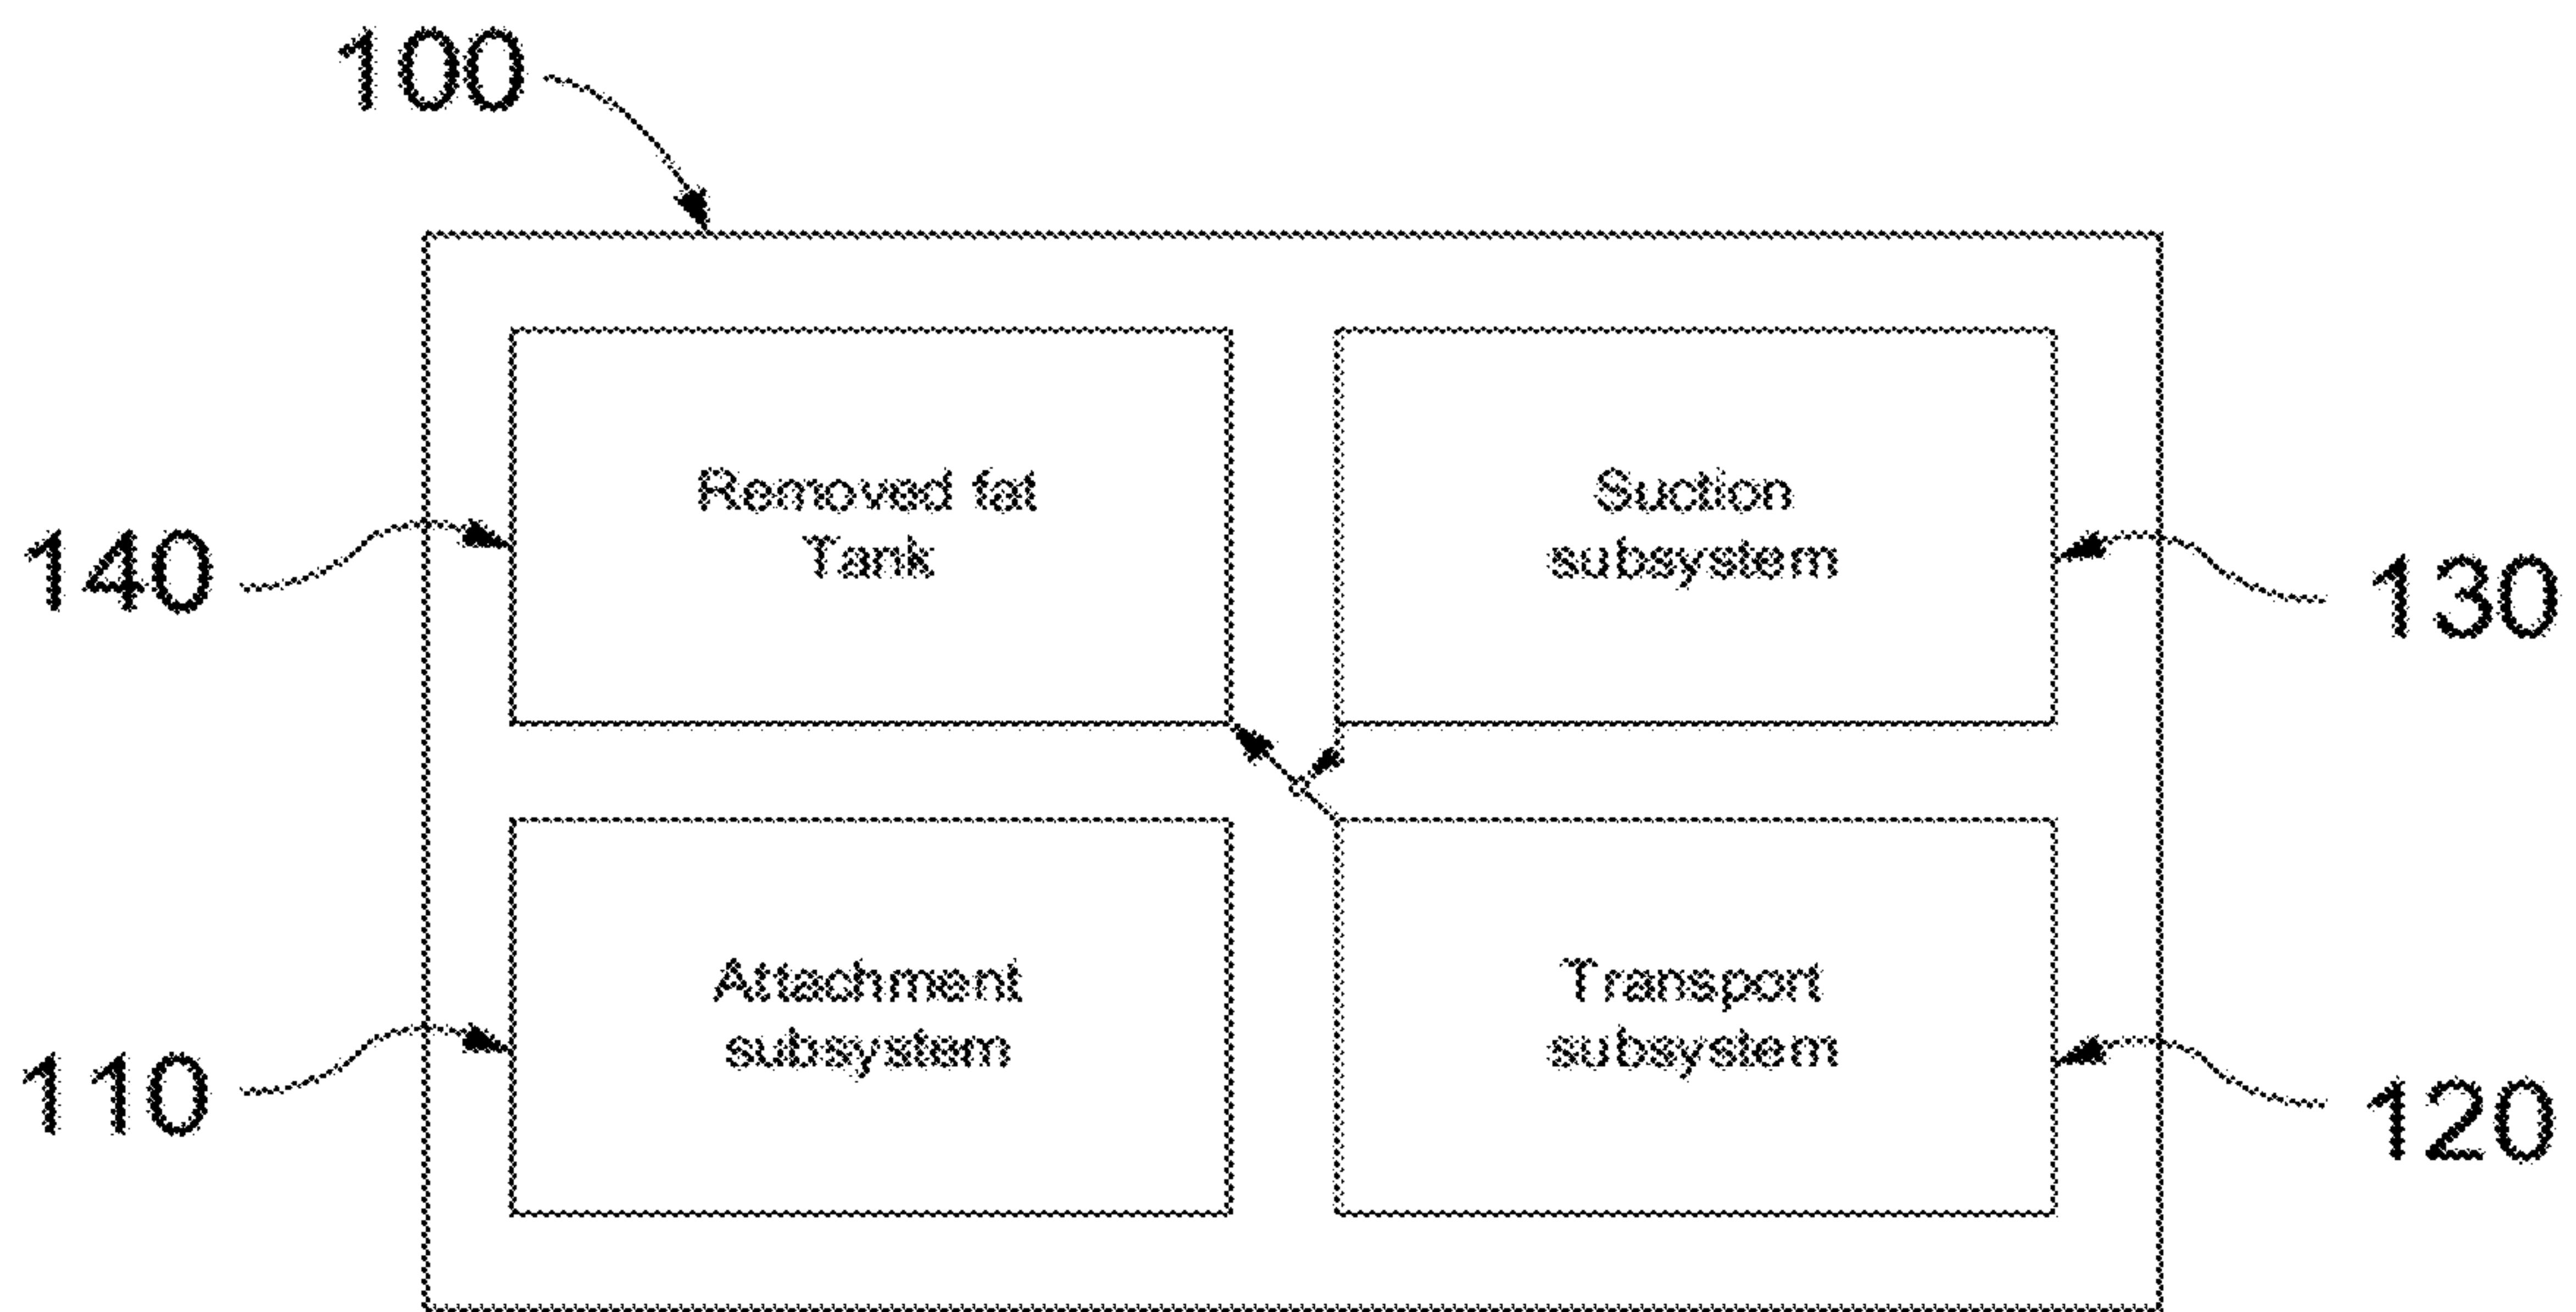 100
Removed fat
Tank
Suction
subsystem
140
130
Attachment
subsystem
Transport
subsystem
110
120